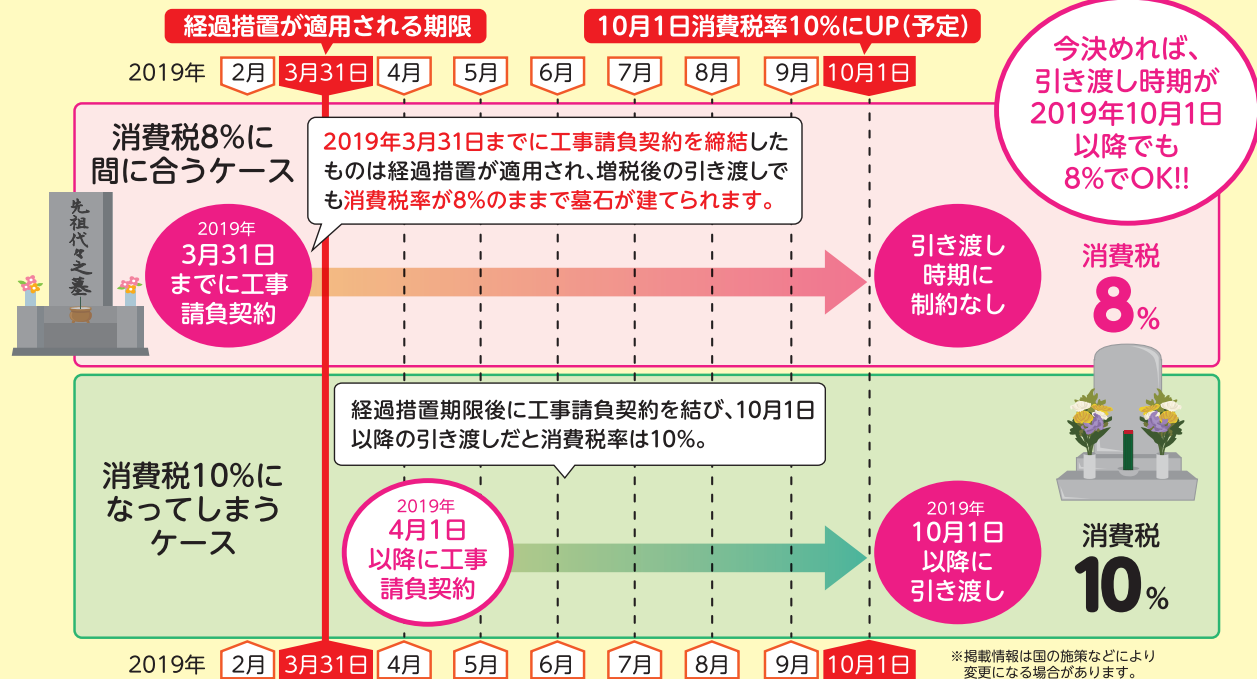 経過措置が適用される期限
10月1日消費税率10%にUP(予定)
2019年 2月 3月31日 4月 5月 6月 7月 8月 9月 10月1日
今決めれば、
引き渡し時期が
2019年10月1日
以降でも
8%でOK!!
消費税8%に
間に合うケース
2019年3月31日までに工事請負契約を締結した
ものは経過措置が適用され、増税後の引き渡しで
も消費税率が8%のままで墓石が建てられます。
先祖代々之墓
2019年
3月31日
までに工事
請負契約
引き渡し
時期に
制約なし
消費税
8%
経過措置期限後に工事請負契約を結び、10月1日
以降の引き渡しだと消費税率は10%。
消費税10%に
なってしまう
ケース
2019年
4月1日
以降に工事
請負契約
2019年
10月1日
以降に
引き渡し
消費税
10%
2019年 2月 3月31日 4月 5月 6月 7月 8月 9月 10月1日
※掲載情報は国の施策などにより
変更になる場合があります。